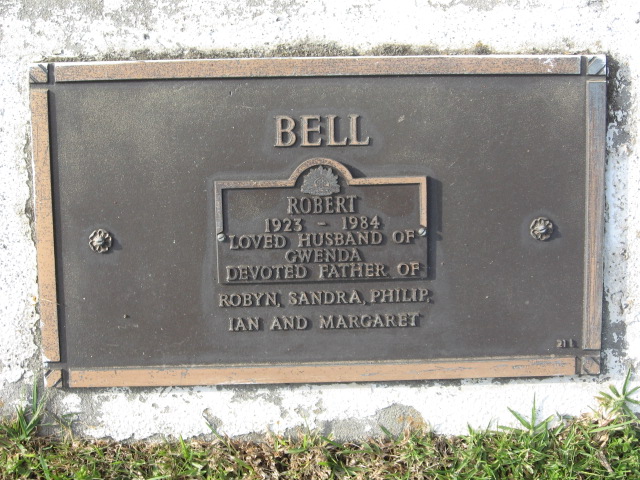 BELL
ROBERT
1923 - 1984
LOVED HUSBAND OF
GWENDA
DEVOTED FATHER OF
ROBYN, SANDRA, PHILIP,
IAN AND MARGARET